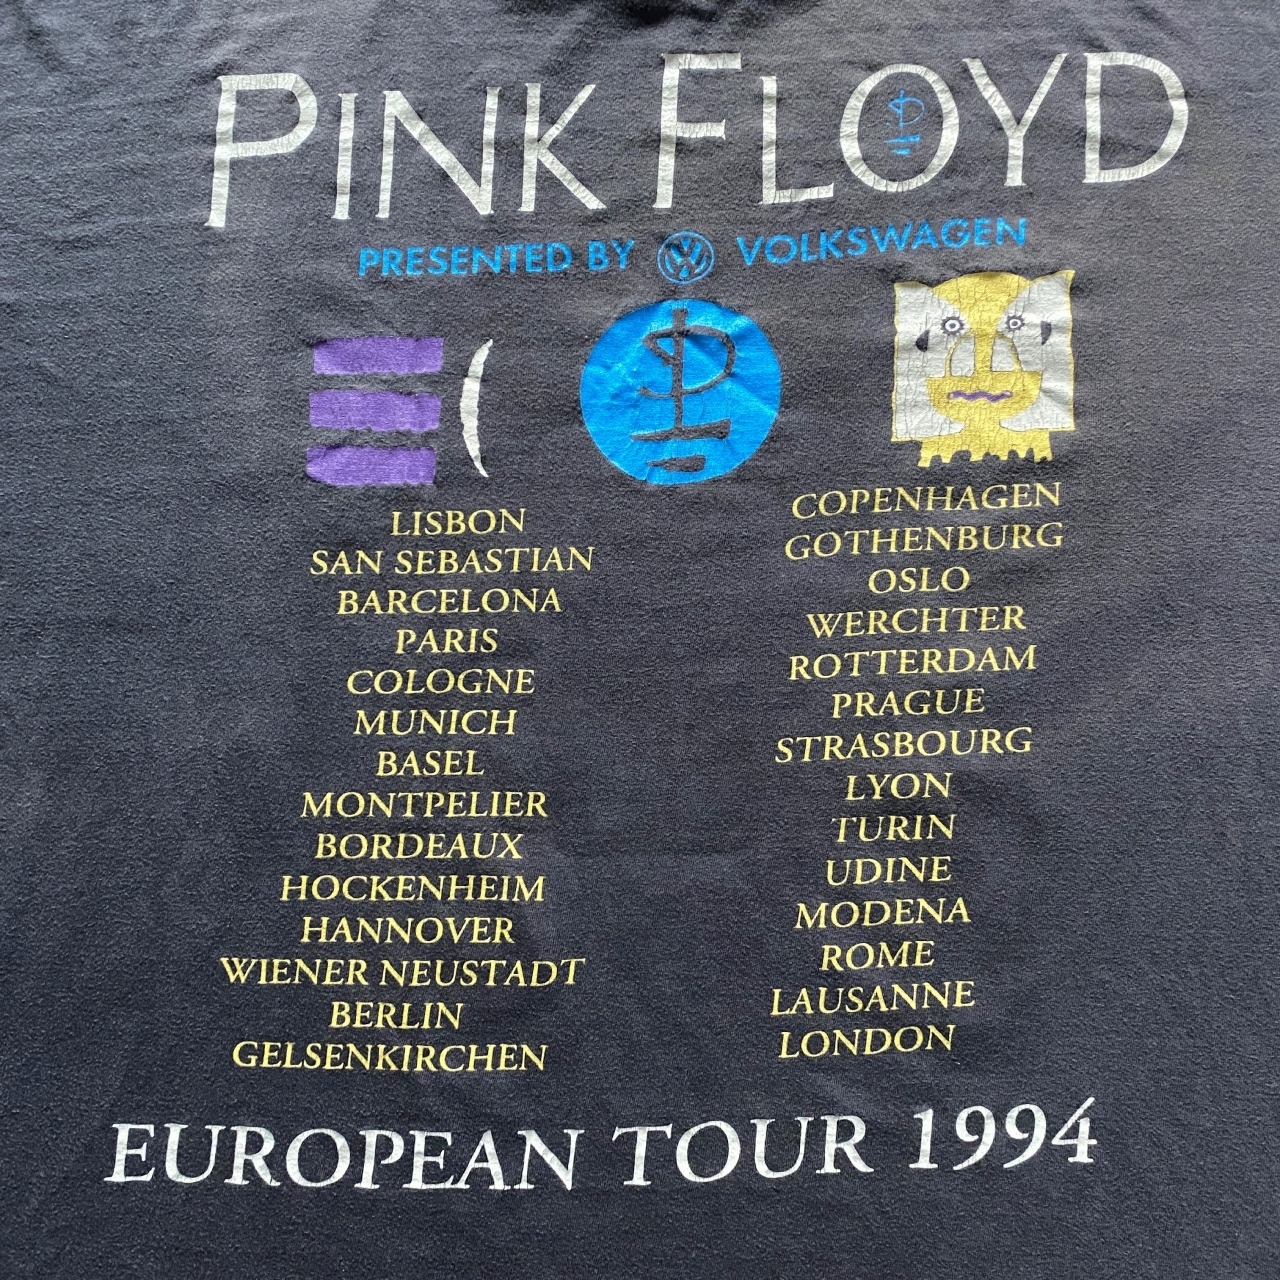 PINK FLOYD
PRESENTED BY VW VOLKSWAGEN
LISBON
SAN SEBASTIAN
BARCELONA
PARIS
COLOGNE
MUNICH
BASEL
MONTPELIER
BORDEAUX
HOCKENHEIM
HANNOVER
WIENER NEUSTADT
BERLIN
GELSENKIRCHEN
COPENHAGEN
GOTHENBURG
OSLO
WERCHTER
ROTTERDAM
PRAGUE
STRASBOURG
LYON
TURIN
UDINE
MODENA
ROME
LAUSANNE
LONDON
EUROPEAN TOUR 1994